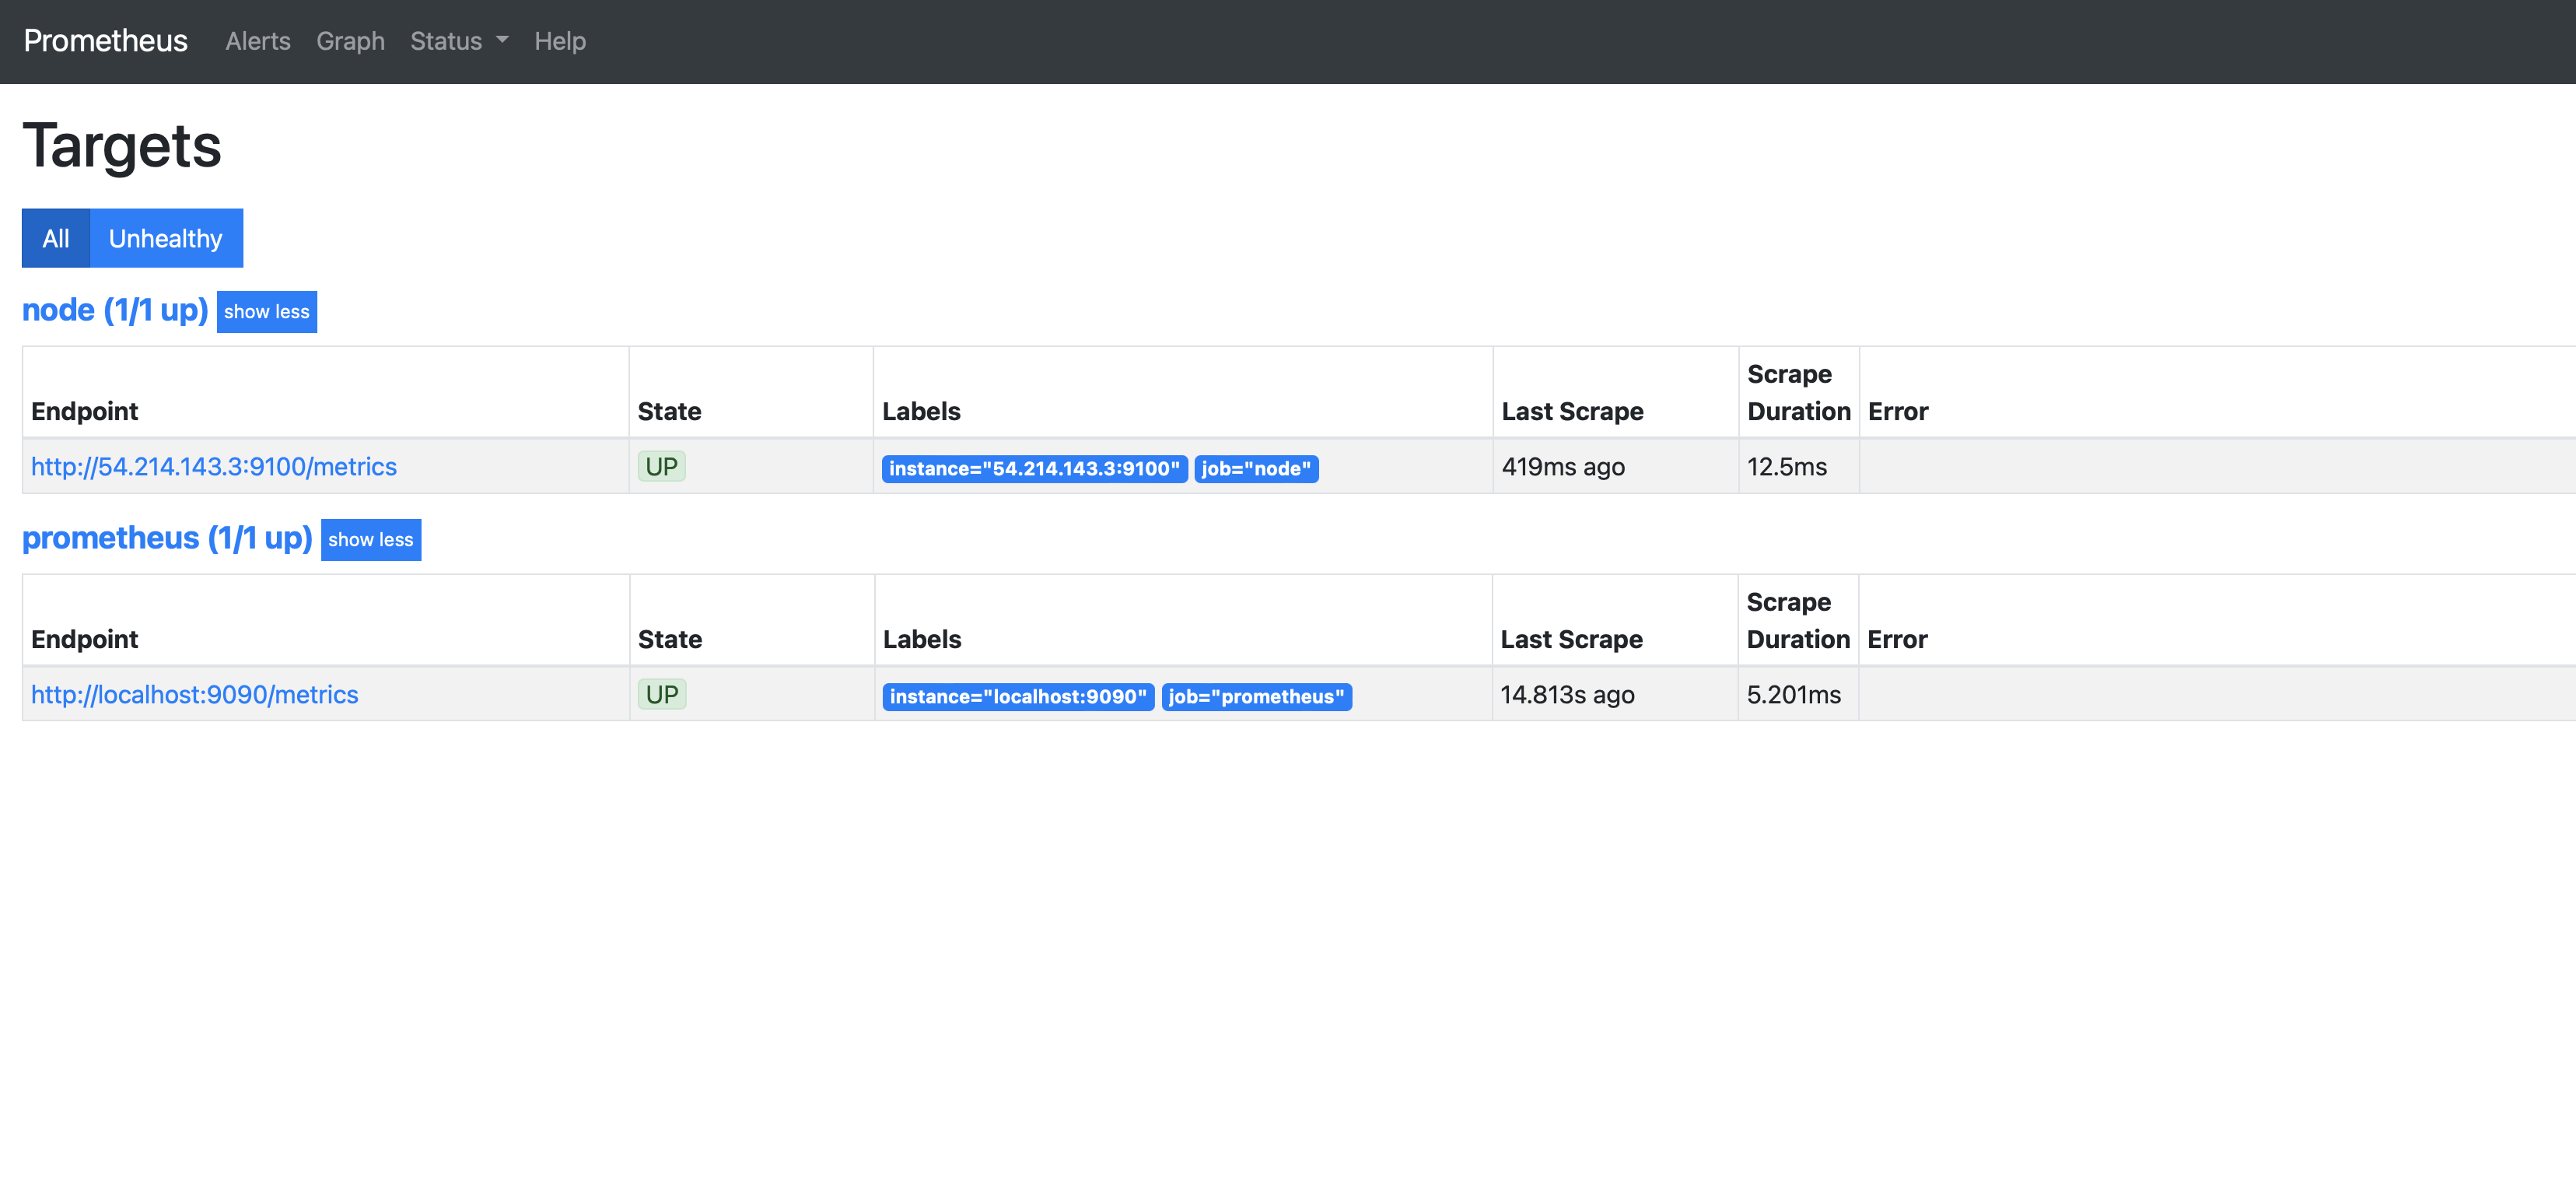 Prometheus Alerts Graph Status Help
Targets
All Unhealthy
node (1/1 up) show less
Endpoint State Labels Last Scrape Scrape Duration Error
http://54.214.143.3:9100/metrics UP instance="54.214.143.3:9100" job="node" 419ms ago 12.5ms
prometheus (1/1 up) show less
Endpoint State Labels Last Scrape Scrape Duration Error
http://localhost:9090/metrics UP instance="localhost:9090" job="prometheus" 14.813s ago 5.201ms